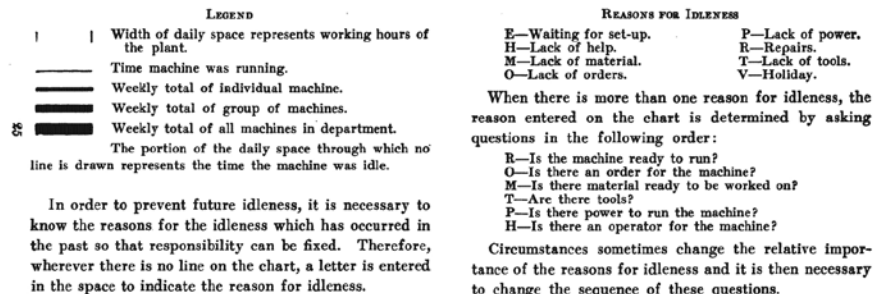 LEGEND
Width of daily space represents working hours of
the plant.
Time machine was running.
Weekly total of individual machine.
Weekly total of group of machines.
Weekly total of all machines in department.
The portion of the daily space through which no
line is drawn represents the time the machine was idle.
In order to prevent future idleness, it is necessary to
know the reasons for the idleness which has occurred in
the past so that responsibility can be fixed. Therefore,
wherever there is no line on the chart, a letter is entered
in the space to indicate the reason for idleness.
REASONS FOR IDLENESS
E—Waiting for set-up. P—Lack of power.
H—Lack of help. R—Repairs.
M—Lack of material. T—Lack of tools.
O—Lack of orders. V—Holiday.
When there is more than one reason for idleness, the
reason entered on the chart is determined by asking
questions in the following order:
R—Is the machine ready to run?
O—Is there an order for the machine?
M—Is there material ready to be worked on?
T—Are there tools?
P—Is there power to run the machine?
H—Is there an operator for the machine?
Circumstances sometimes change the relative impor-
tance of the reasons for idleness and it is then necessary
to change the sequence of these questions.